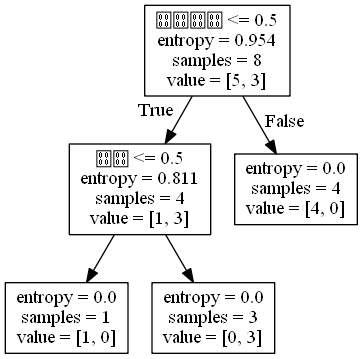 <= 0.5
entropy = 0.954
samples = 8
value = [5, 3]
True
False
<= 0.5
entropy = 0.811
samples = 4
value = [1, 3]
entropy = 0.0
samples = 4
value = [4, 0]
entropy = 0.0
samples = 1
value = [1, 0]
entropy = 0.0
samples = 3
value = [0, 3]